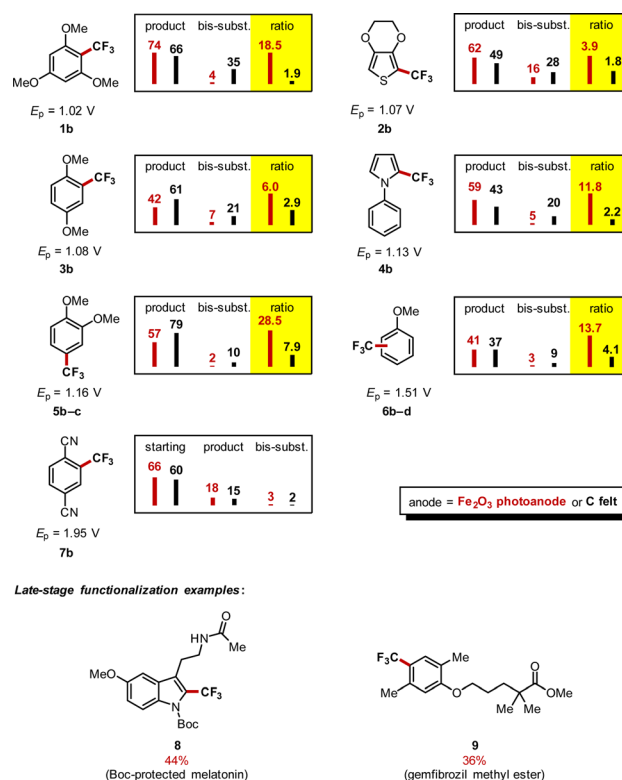 product bis-subst. ratio
OMe
CF3
MeO OMe
74 66 4 35 18.5 1.9
Ep = 1.02 V
1b
product bis-subst. ratio
O O
S CF3
62 49 16 28 3.9 1.8
Ep = 1.07 V
2b
product bis-subst. ratio
OMe
CF3
OMe
42 61 7 21 6.0 2.9
Ep = 1.08 V
3b
product bis-subst. ratio
N CF3
59 43 5 20 11.8 2.2
Ep = 1.13 V
4b
product bis-subst. ratio
OMe
OMe
CF3
57 79 2 10 28.5 7.9
Ep = 1.16 V
5b–c
product bis-subst. ratio
OMe
F3C
41 37 3 9 13.7 4.1
Ep = 1.51 V
6b–d
starting product bis-subst.
CN
CF3
CN
66 60 18 15 3 2
Ep = 1.95 V
7b
anode = Fe2O3 photoanode or C felt
Late-stage functionalization examples:
O
HN Me
MeO
CF3
N
Boc
8
44%
(Boc-protected melatonin)
F3C Me
Me O
O
OMe
Me Me
9
36%
(gemfibrozil methyl ester)